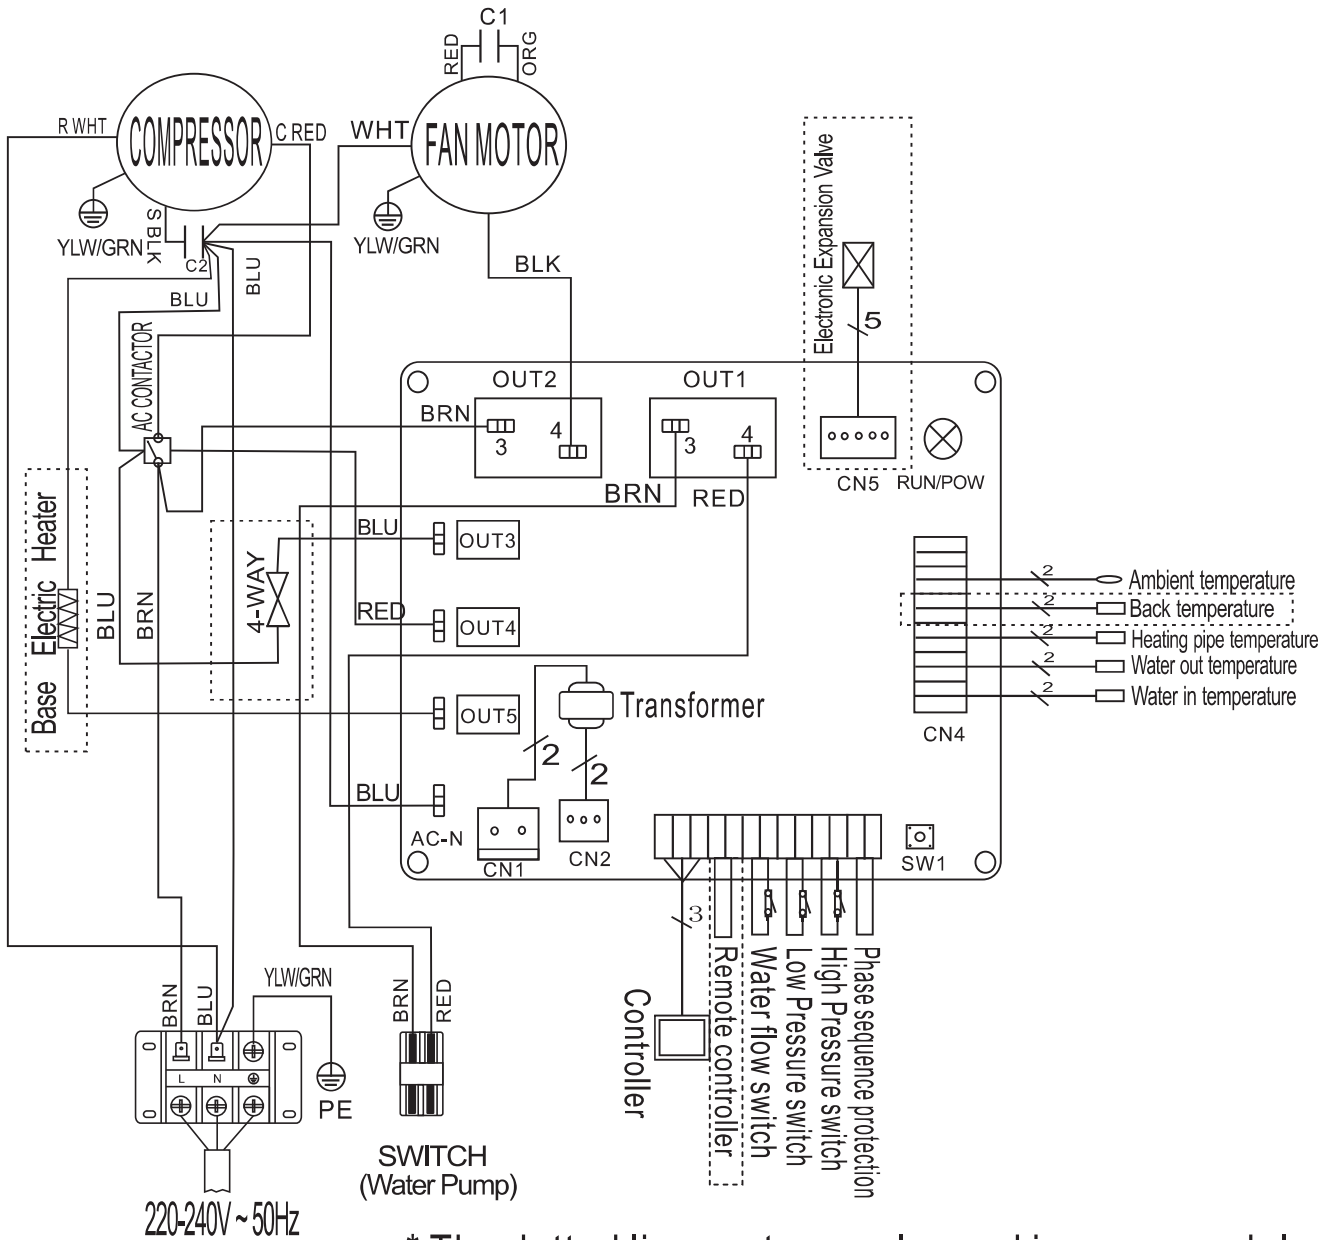 C1
RED
ORG
R WHT
COMPRESSOR
C RED
WHT
FAN MOTOR
YLW/GRN
S BLK
C2
BLU
BLU
YLW/GRN
BLK
Electronic Expansion Valve
5
AC CONTACTOR
OUT2
OUT1
BRN
3
4
3
4
CN5
RUN/POW
BRN
RED
Base Electric Heater
BLU
BRN
4-WAY
BLU
OUT3
RED
OUT4
OUT5
BLU
AC-N
Transformer
2
2
CN1
CN2
2
Ambient temperature
2
Back temperature
2
Heating pipe temperature
2
Water out temperature
2
Water in temperature
CN4
SW1
3
Controller
Remote controller
Water flow switch
Low Pressure switch
High Pressure switch
Phase sequence protection
BRN
BLU
YLW/GRN
L
N
PE
BRN
RED
SWITCH
(Water Pump)
220-240V ~ 50Hz